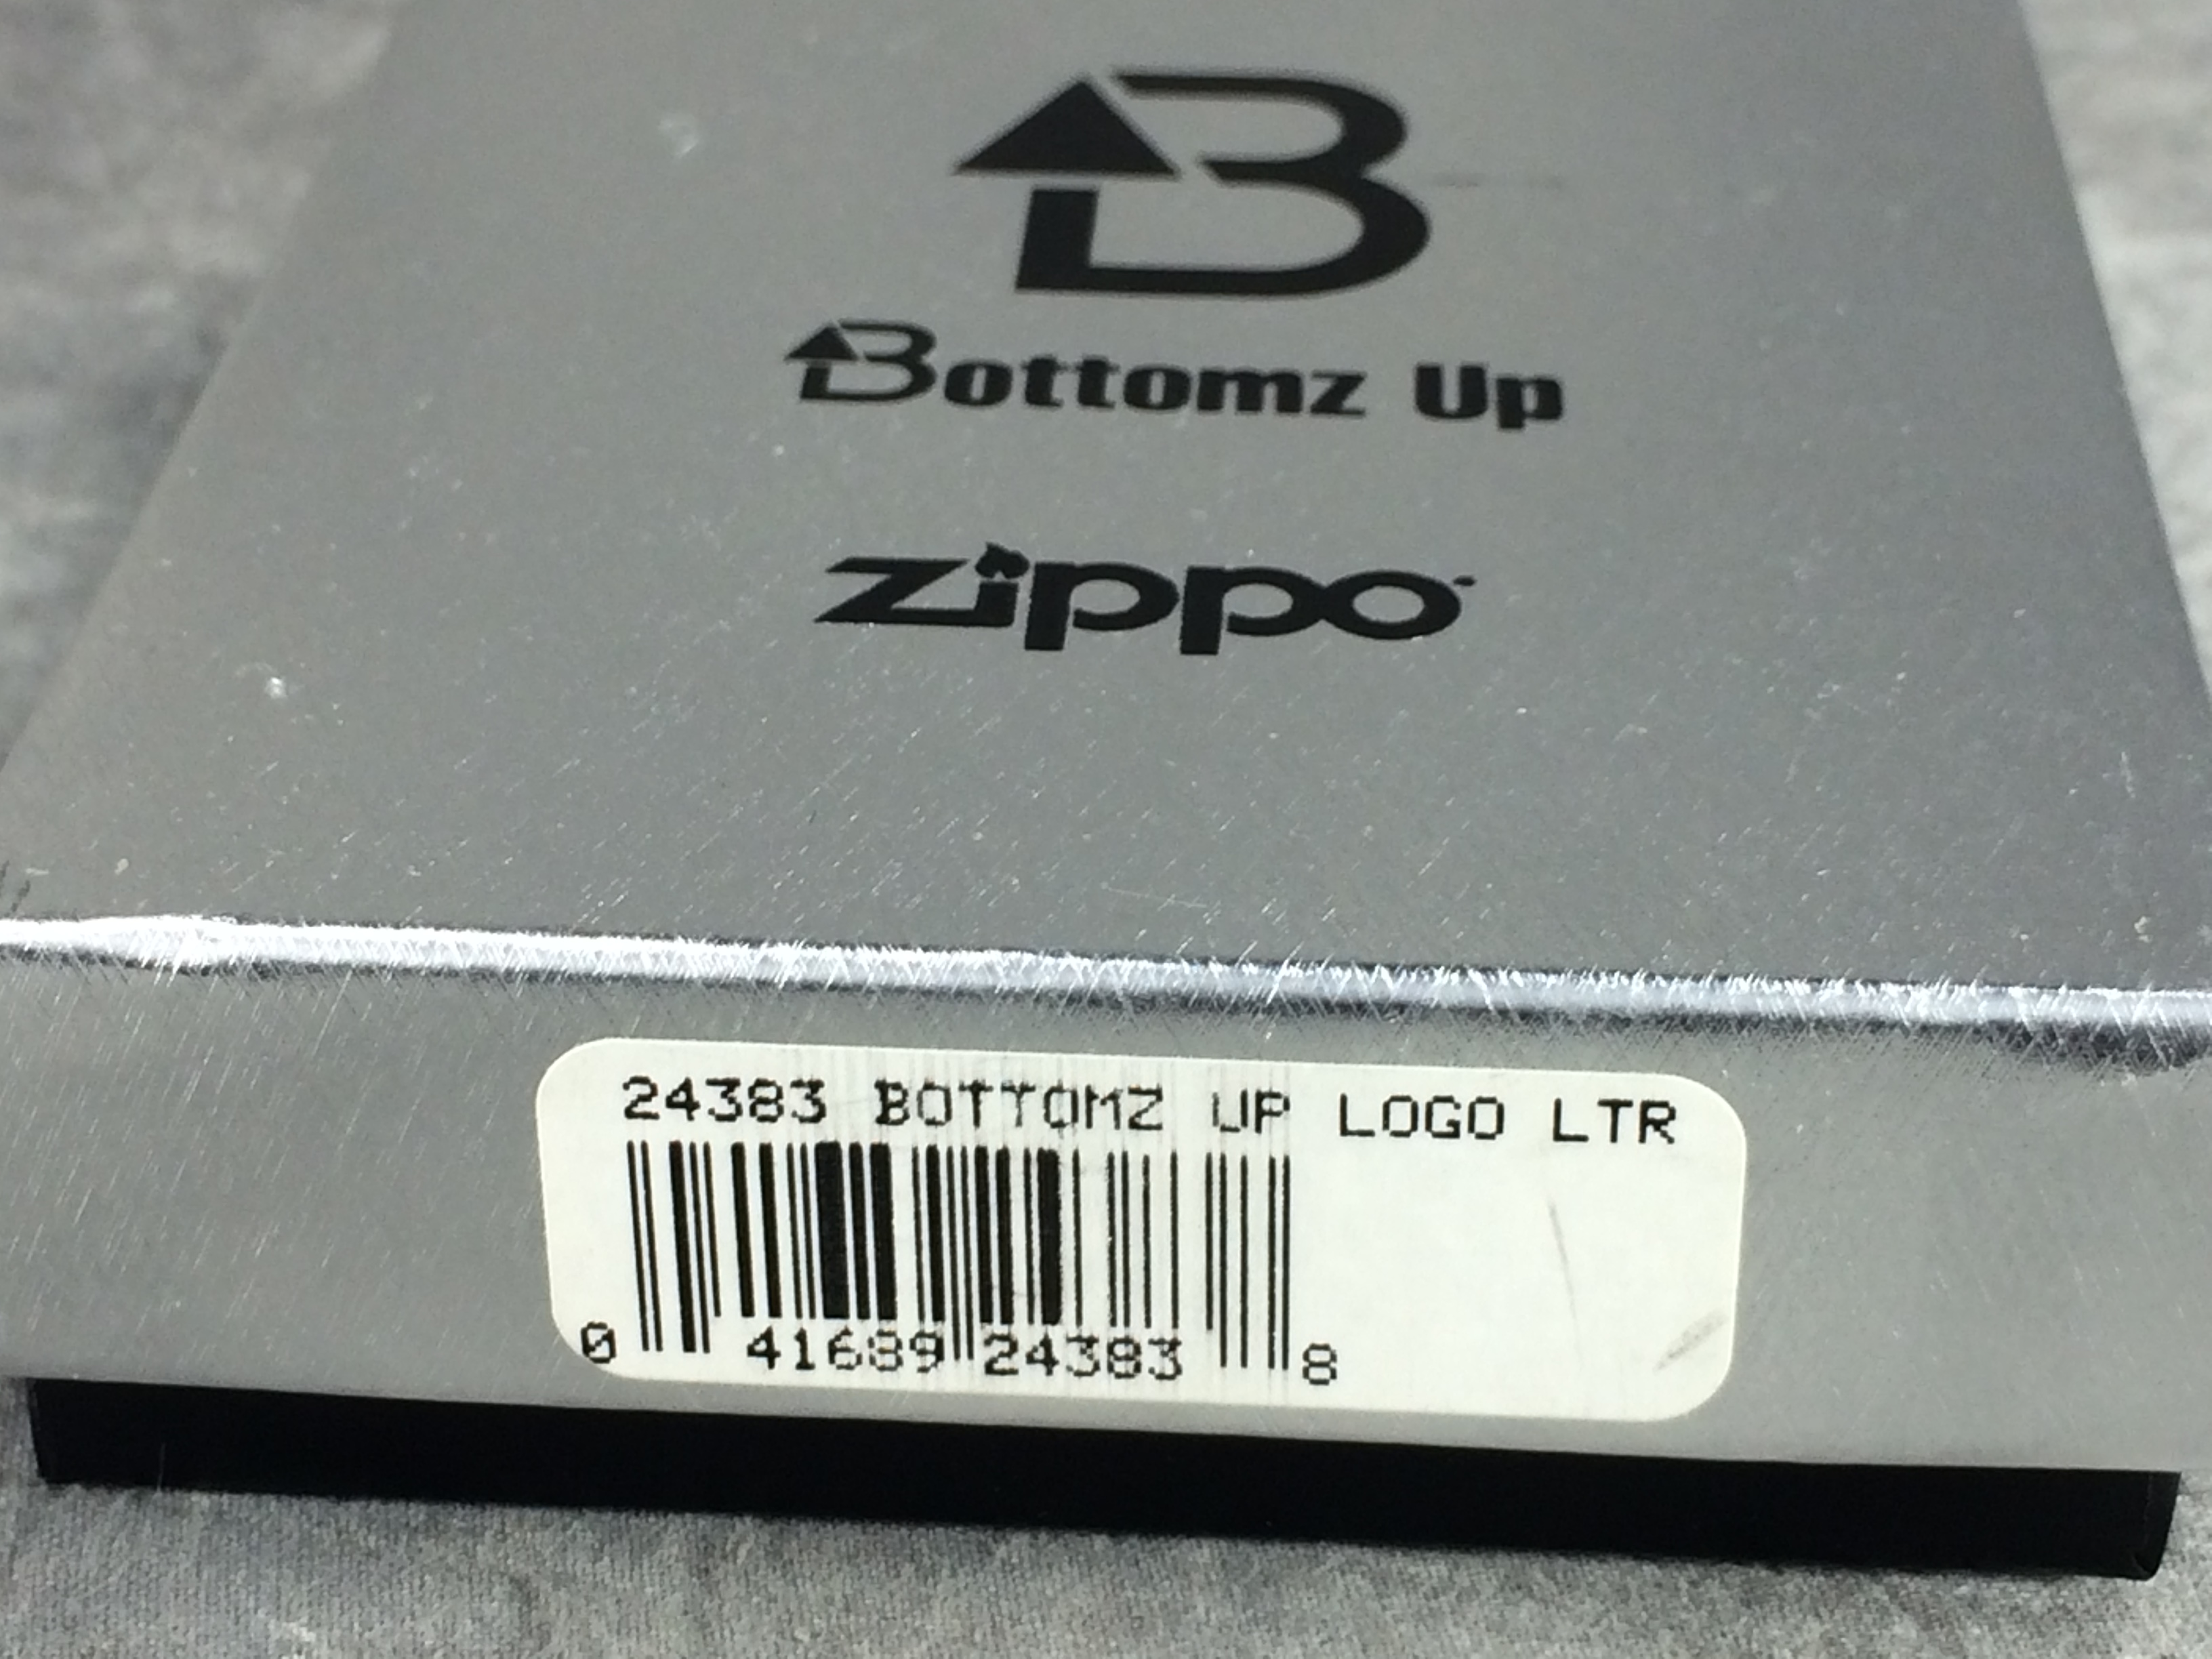 B
Bottomz Up
zippo
24383 BOTTOMZ UP LOGO LTR
0 41689 24383 8